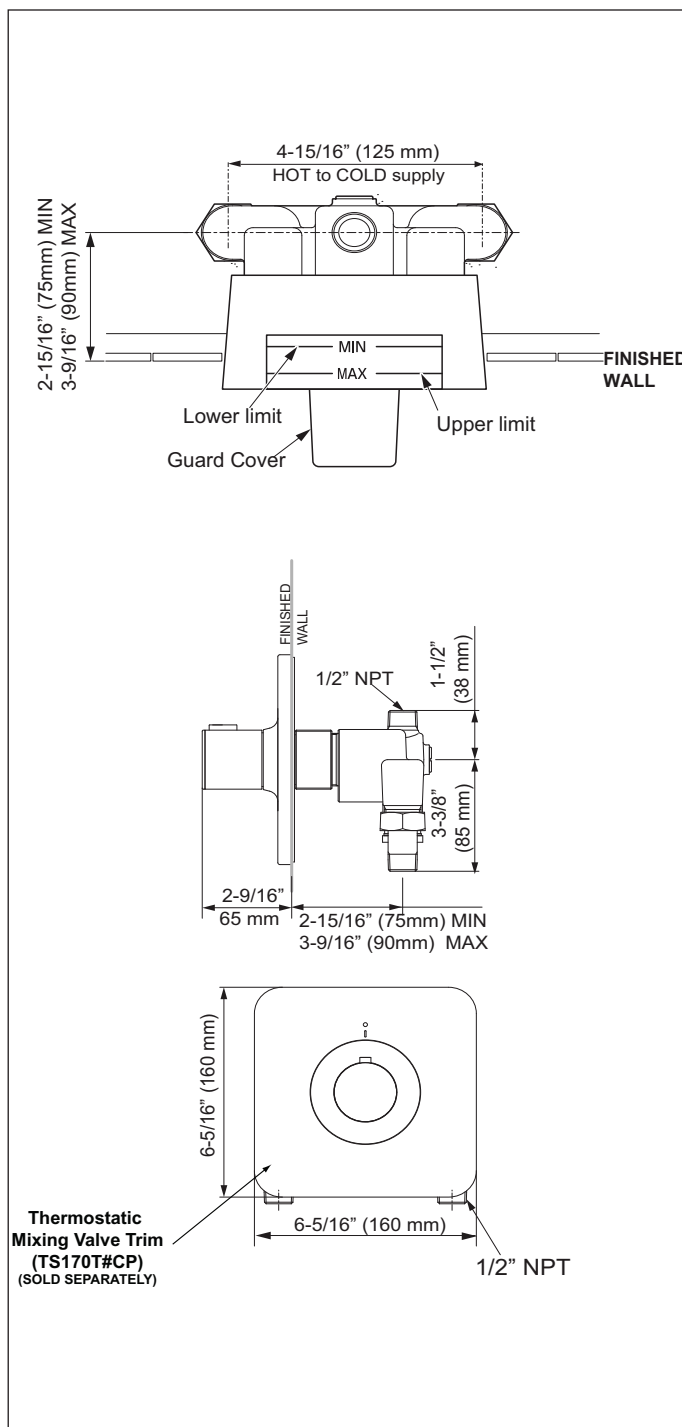 4-15/16” (125 mm)
HOT to COLD supply
2-15/16” (75mm) MIN
3-9/16” (90mm) MAX
MIN
MAX
FINISHED
WALL
Lower limit
Upper limit
Guard Cover
FINISHED
WALL
1/2” NPT
1-1/2”
(38 mm)
3-3/8”
(85 mm)
2-9/16”
65 mm
2-15/16” (75mm) MIN
3-9/16” (90mm) MAX
6-5/16” (160 mm)
Thermostatic
Mixing Valve Trim
(TS170T#CP)
(SOLD SEPARATELY)
6-5/16” (160 mm)
1/2” NPT